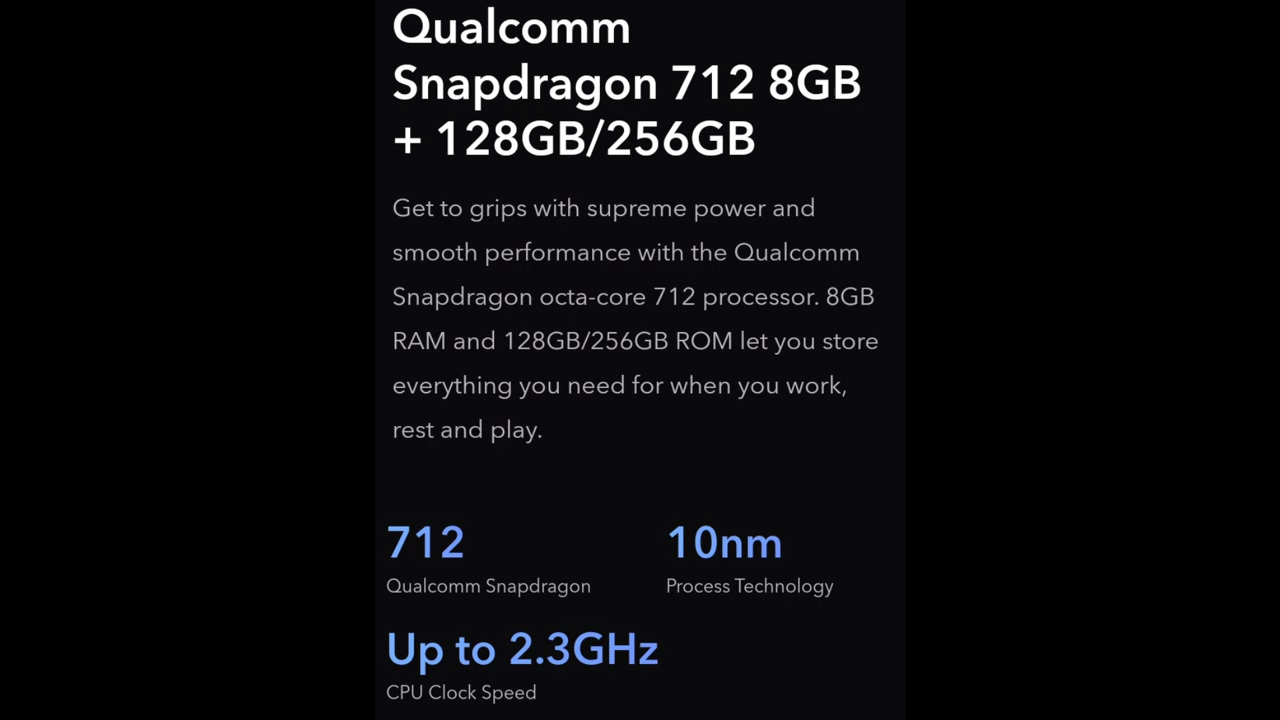 Qualcomm
Snapdragon 712 8GB
+ 128GB/256GB
Get to grips with supreme power and
smooth performance with the Qualcomm
Snapdragon octa-core 712 processor. 8GB
RAM and 128GB/256GB ROM let you store
everything you need for when you work,
rest and play.
712 10nm
Qualcomm Snapdragon Process Technology
Up to 2.3GHz
CPU Clock Speed